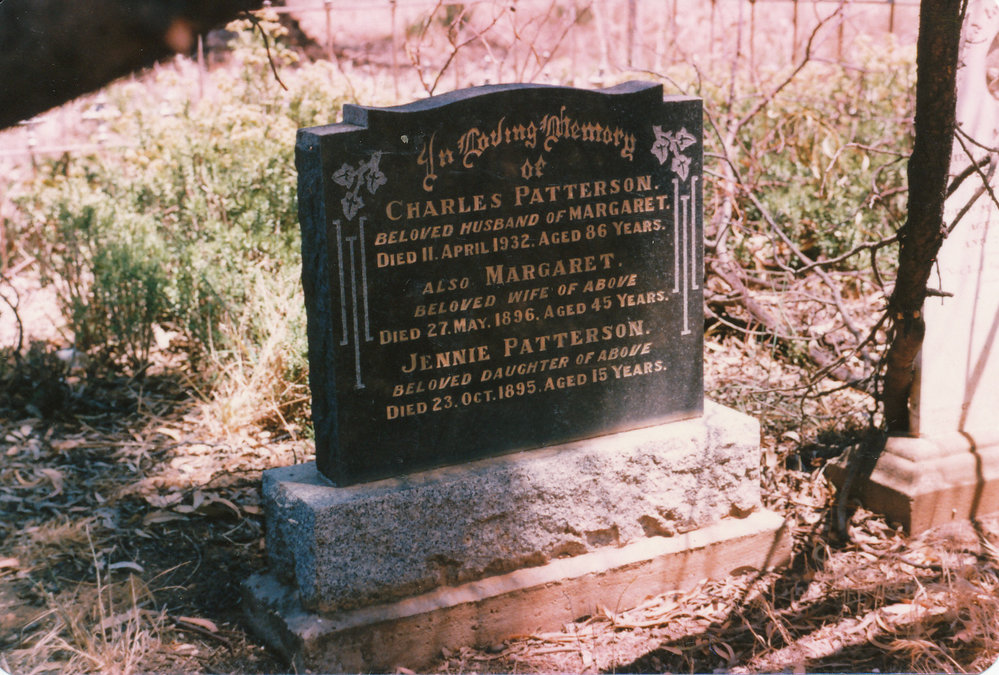 In Loving Memory
of
CHARLES PATTERSON.
BELOVED HUSBAND OF MARGARET.
DIED 11. APRIL 1932. AGED 86 YEARS.
ALSO MARGARET.
BELOVED WIFE OF ABOVE
DIED 27. MAY. 1896. AGED 45 YEARS.
JENNIE PATTERSON.
BELOVED DAUGHTER OF ABOVE
DIED 23. OCT. 1895. AGED 15 YEARS.